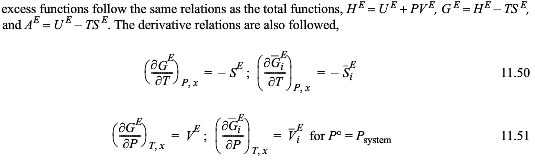 excess functions follow the same relations as the total functions, H^E = U^E + PV^E, G^E = H^E – TS^E,
and A^E = U^E – TS^E. The derivative relations are also followed,
(∂G^E/∂T)_{P, x} = – S^E ; (∂Ḡ_i^E/∂T)_{P, x} = – S̄_i^E 11.50
(∂G^E/∂P)_{T, x} = V^E ; (∂Ḡ_i^E/∂P)_{T, x} = V̄_i^E for P° = P_system 11.51